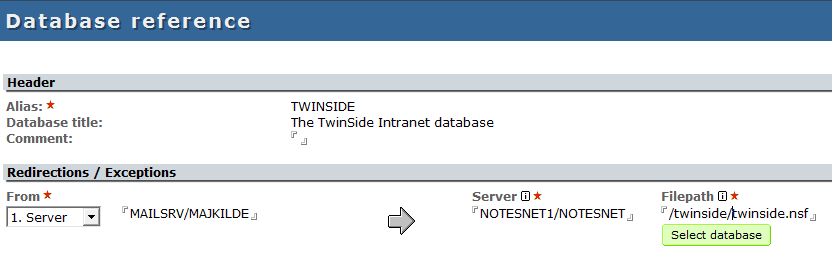 Database reference
Header
Alias: TWINSIDE
Database title: The TwinSide Intranet database
Comment:
Redirections / Exceptions
From Server Filepath
1. Server MAILSRV/MAJKILDE NOTESNET1/NOTESNET /twinside/twinside.nsf
Select database